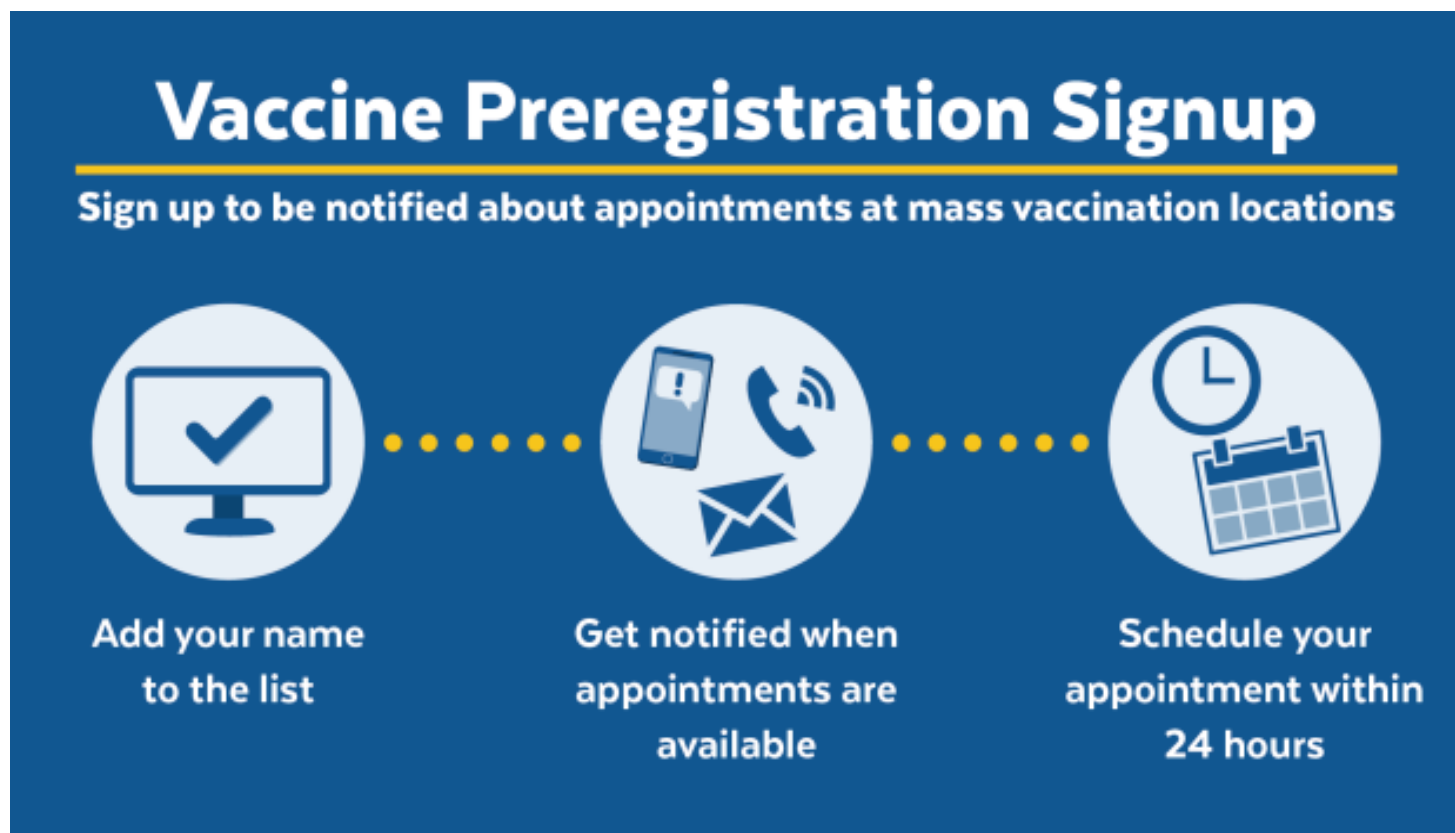 Vaccine Preregistration Signup
Sign up to be notified about appointments at mass vaccination locations
!
Add your name
to the list
Get notified when
appointments are
available
Schedule your
appointment within
24 hours